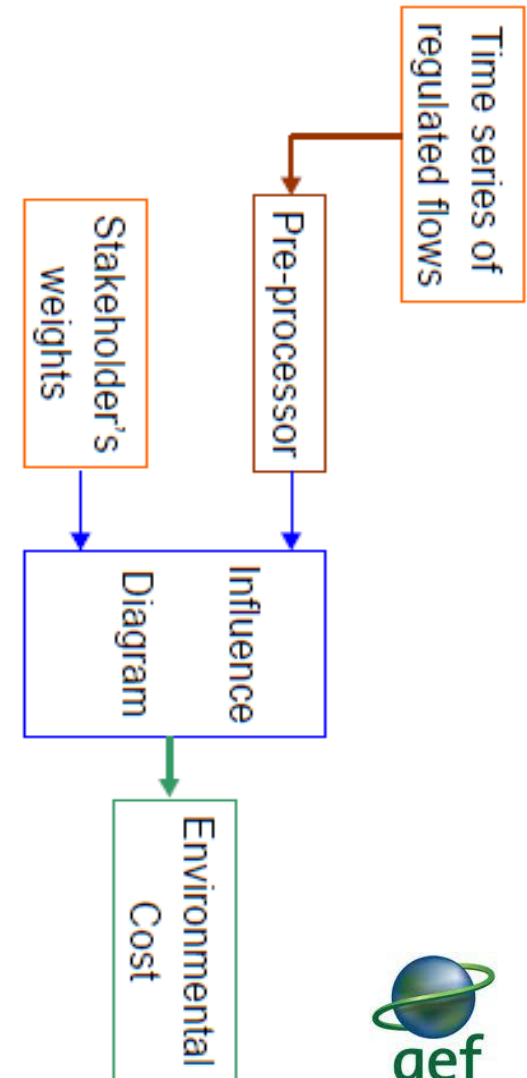 Time series of
regulated flows
Pre-processor
Stakeholder's
weights
Influence
Diagram
Environmental
Cost
gef